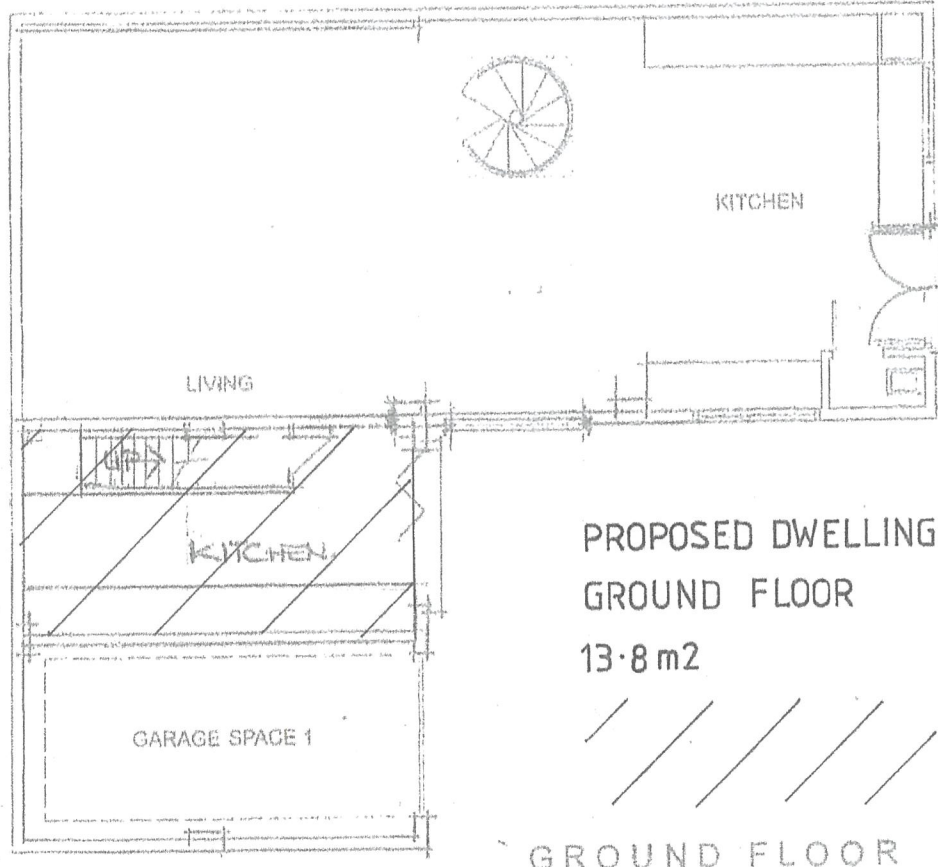 KITCHEN
LIVING
UP
KITCHEN
PROPOSED DWELLING
GROUND FLOOR
13·8 m2
GARAGE SPACE 1
GROUND FLOOR